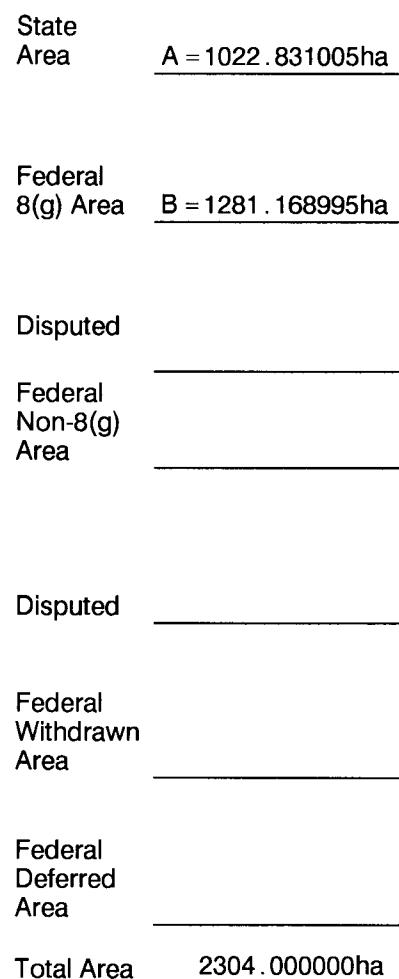 State
Area A = 1022.831005ha
Federal
8(g) Area B = 1281.168995ha
Disputed
Federal
Non-8(g)
Area
Disputed
Federal
Withdrawn
Area
Federal
Deferred
Area
Total Area 2304.000000ha